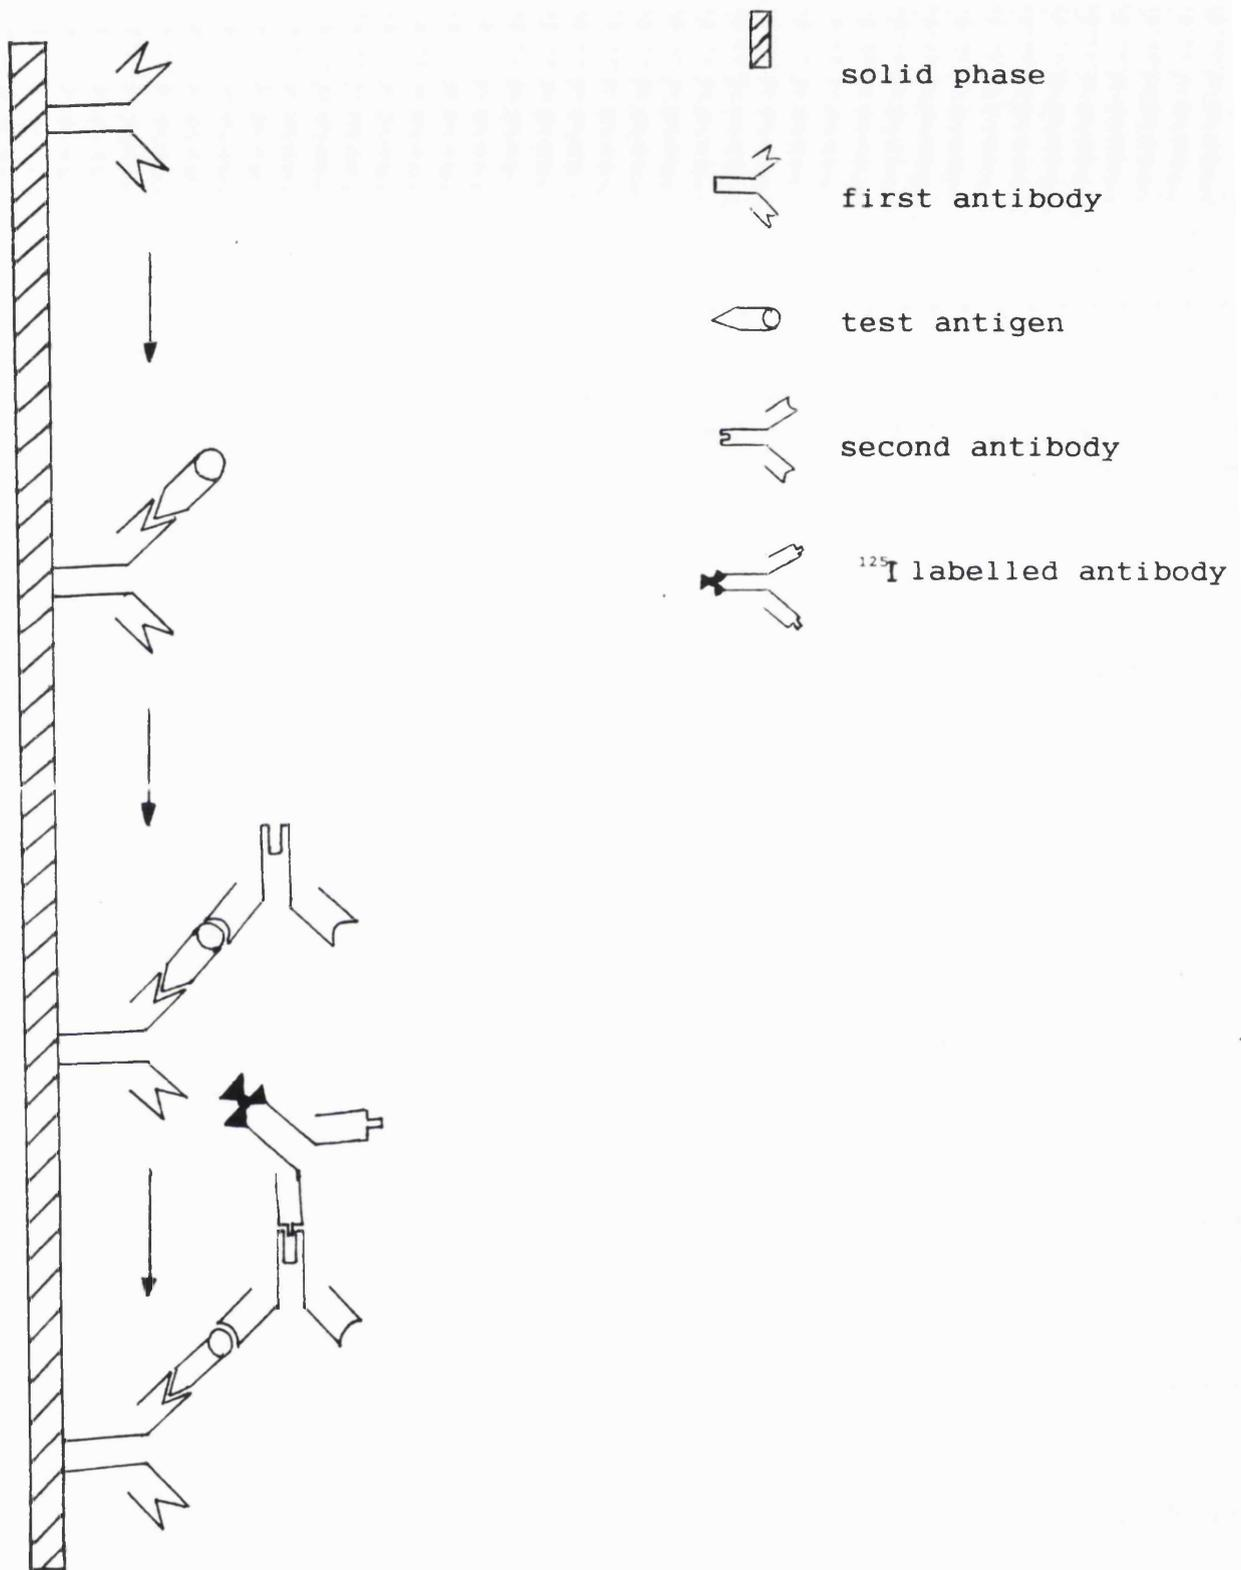 solid phase
first antibody
test antigen
second antibody
¹²⁵I labelled antibody